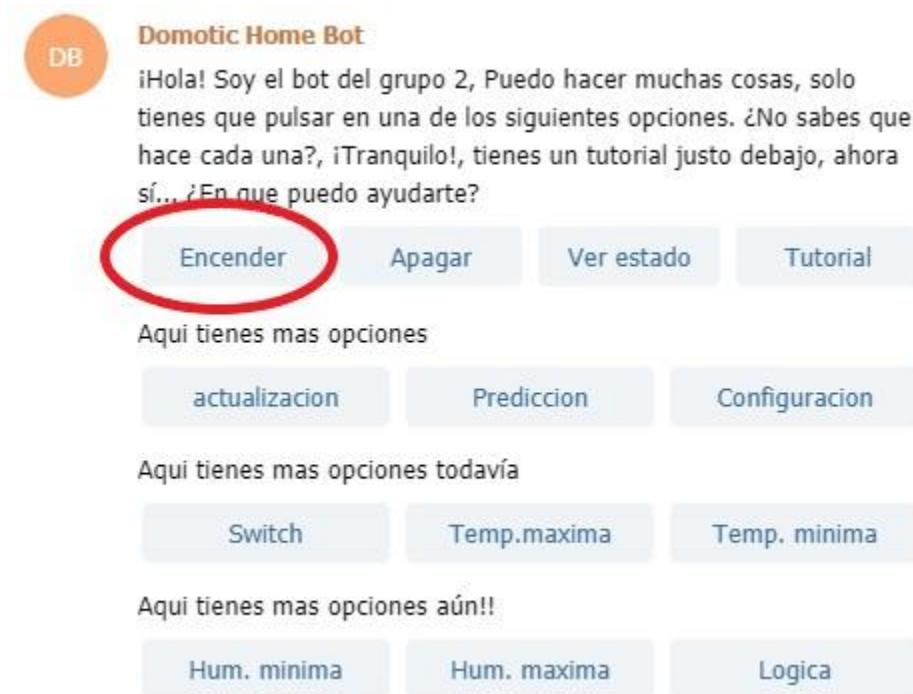 DB
Domotic Home Bot
¡Hola! Soy el bot del grupo 2, Puedo hacer muchas cosas, solo
tienes que pulsar en una de los siguientes opciones. ¿No sabes que
hace cada una?, ¡Tranquilo!, tienes un tutorial justo debajo, ahora
sí... ¿En que puedo ayudarte?
Encender Apagar Ver estado Tutorial
Aqui tienes mas opciones
actualizacion Prediccion Configuracion
Aqui tienes mas opciones todavía
Switch Temp.maxima Temp. minima
Aqui tienes mas opciones aún!!
Hum. minima Hum. maxima Logica